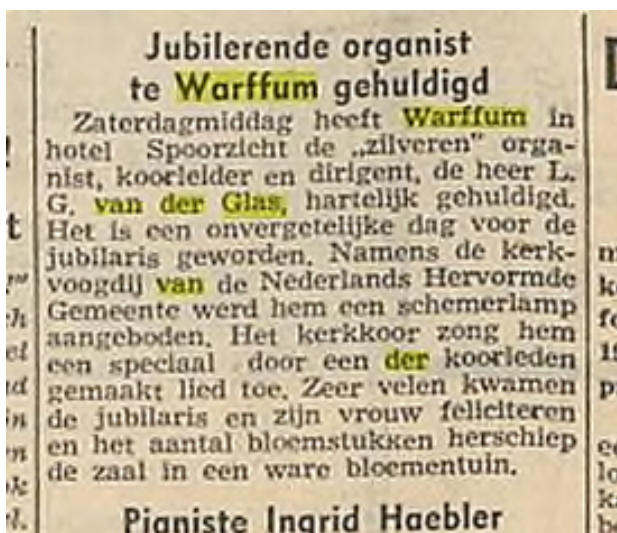 Jubilerende organist
te Warffum gehuldigd
Zaterdagmiddag heeft Warffum in
hotel Spoorzicht de „zilveren" orga-
nist, koorleider en dirigent, de heer L.
G. van der Glas, hartelijk gehuldigd.
Het is een onvergetelijke dag voor de
jubilaris geworden. Namens de kerk-
voogdij van de Nederlands Hervormde
Gemeente werd hem een schemerlamp
aangeboden. Het kerkkoor zong hem
een speciaal door een der koorleden
gemaakt lied toe. Zeer velen kwamen
de jubilaris en zijn vrouw feliciteren
en het aantal bloemstukken herschiep
de zaal in een ware bloementuin.
Pianiste Ingrid Haebler